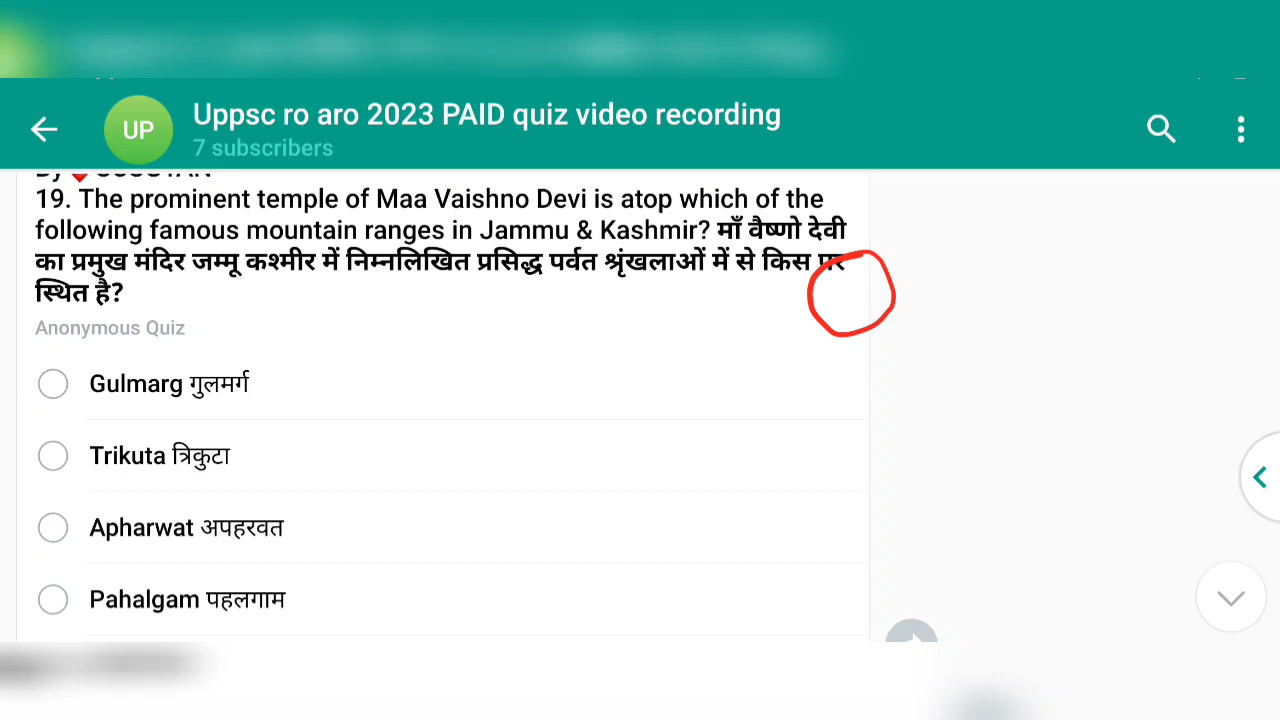 UP
Uppsc ro aro 2023 PAID quiz video recording
7 subscribers
19. The prominent temple of Maa Vaishno Devi is atop which of the
following famous mountain ranges in Jammu & Kashmir? माँ वैष्णो देवी
का प्रमुख मंदिर जम्मू कश्मीर में निम्नलिखित प्रसिद्ध पर्वत श्रृंखलाओं में से किस पर
स्थित है?
Anonymous Quiz
Gulmarg गुलमर्ग
Trikuta त्रिकुटा
Apharwat अपहरवत
Pahalgam पहलगाम